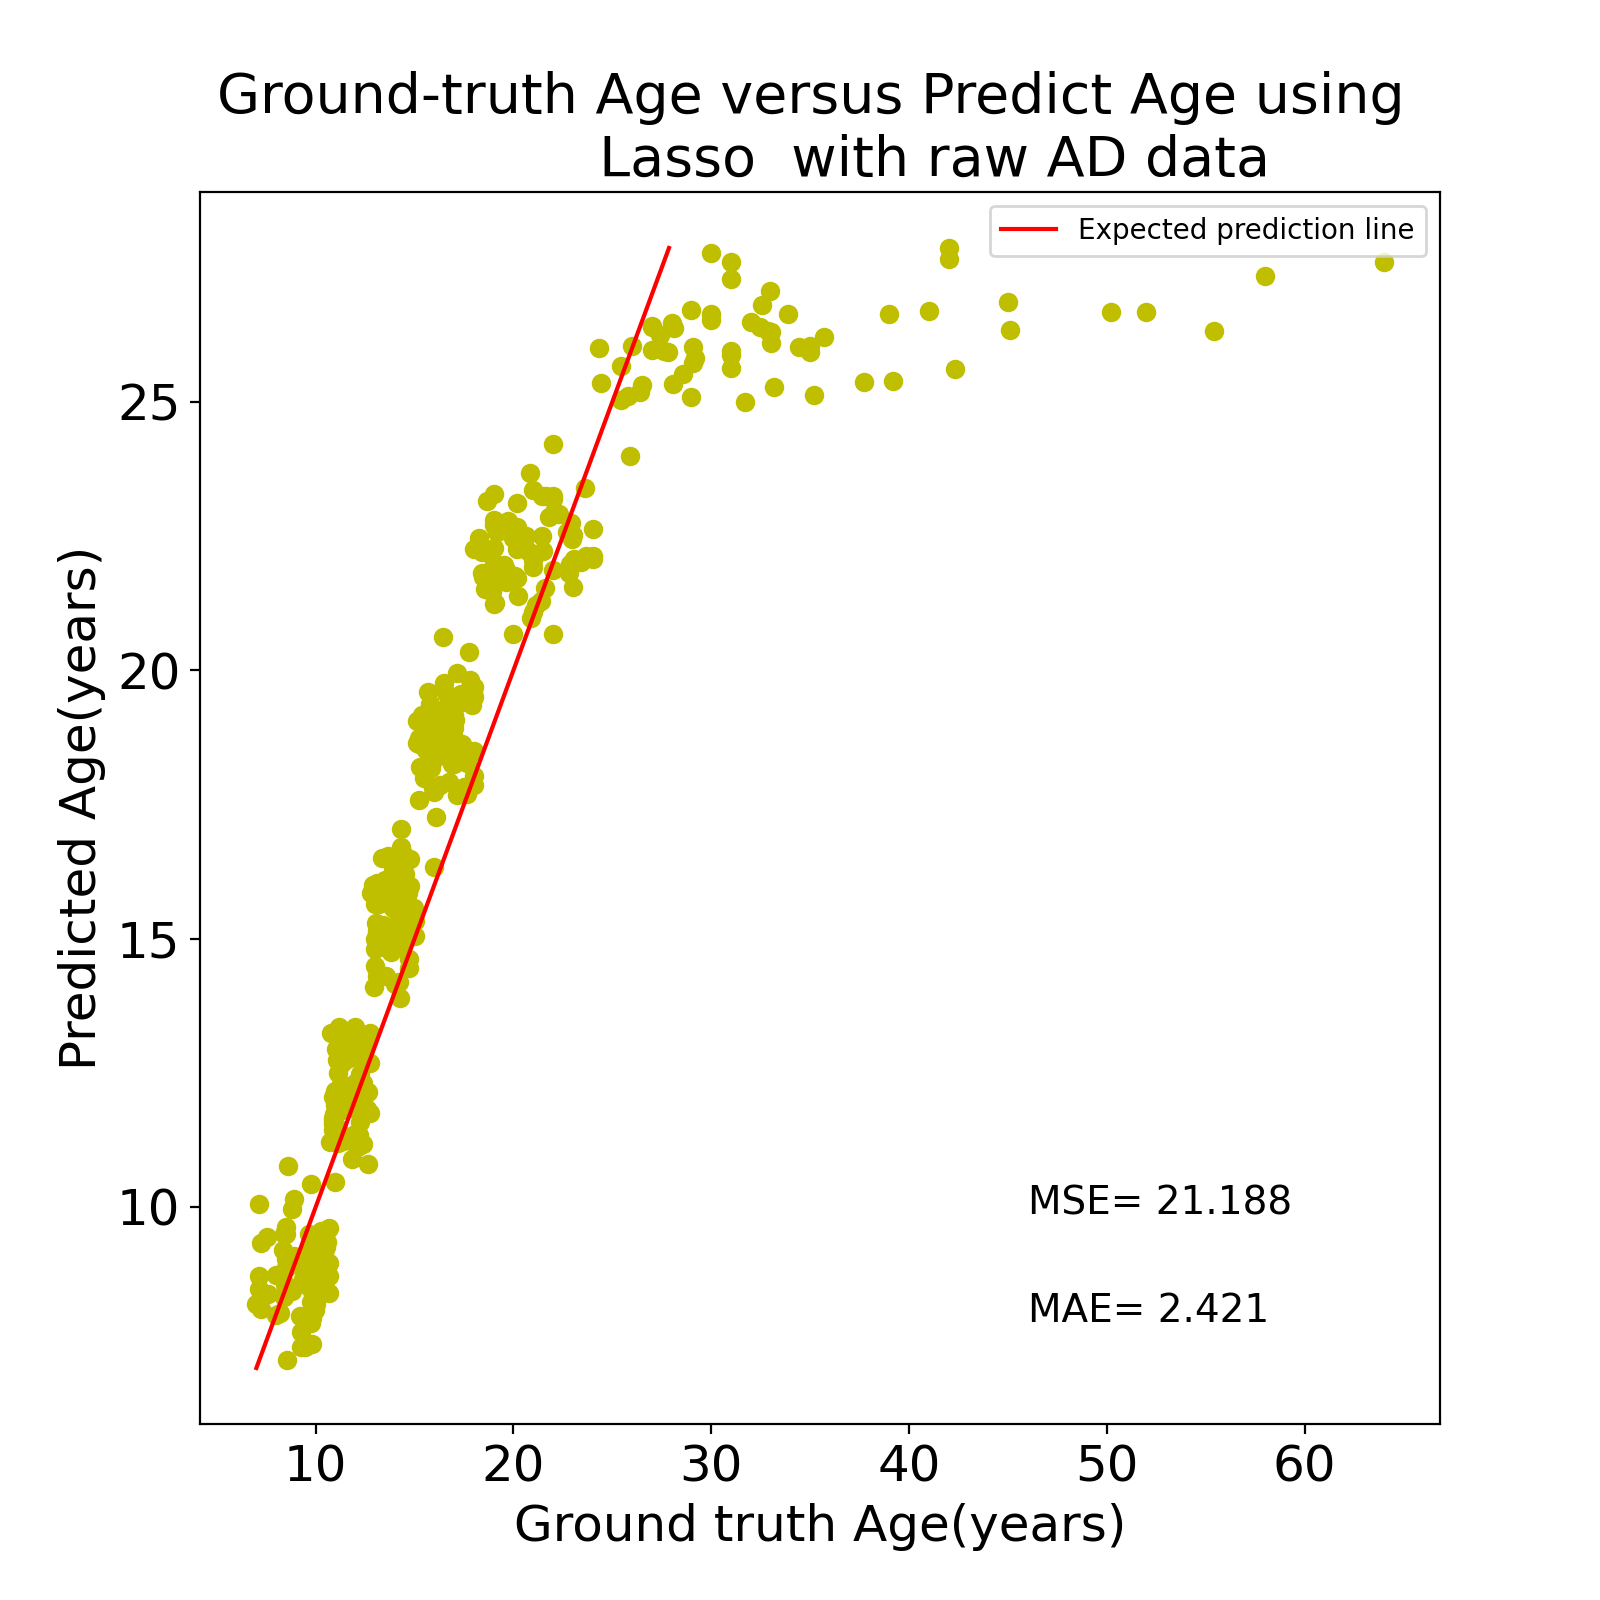 Ground-truth Age versus Predict Age using
Lasso  with raw AD data
Expected prediction line
Predicted Age(years)
25
20
15
10
MSE= 21.188
MAE= 2.421
10 20 30 40 50 60
Ground truth Age(years)